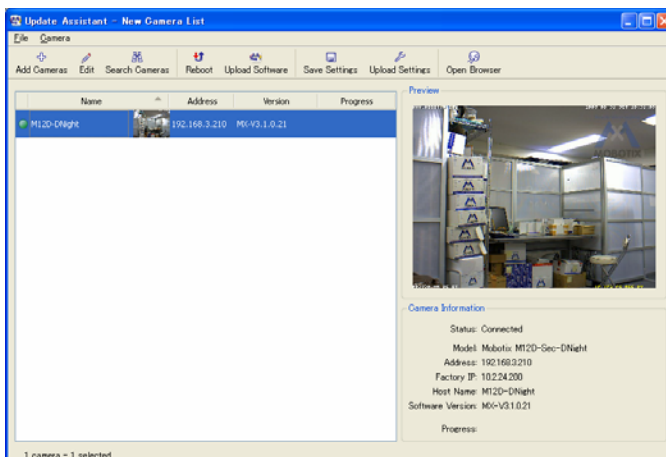 Update Assistant - New Camera List
File Camera
Add Cameras Edit Search Cameras Reboot Upload Software Save Settings Upload Settings Open Browser
Name Address Version Progress
M12D-DNight 192.168.3.210 MX-V3.1.0.21
Preview
MOBOTIX
Camera Information
Status: Connected
Model: Mobotix M12D-Sec-DNight
Address: 192.168.3.210
Factory IP: 10.2.24.200
Host Name: M12D-DNight
Software Version: MX-V3.1.0.21
Progress:
1 camera - 1 selected